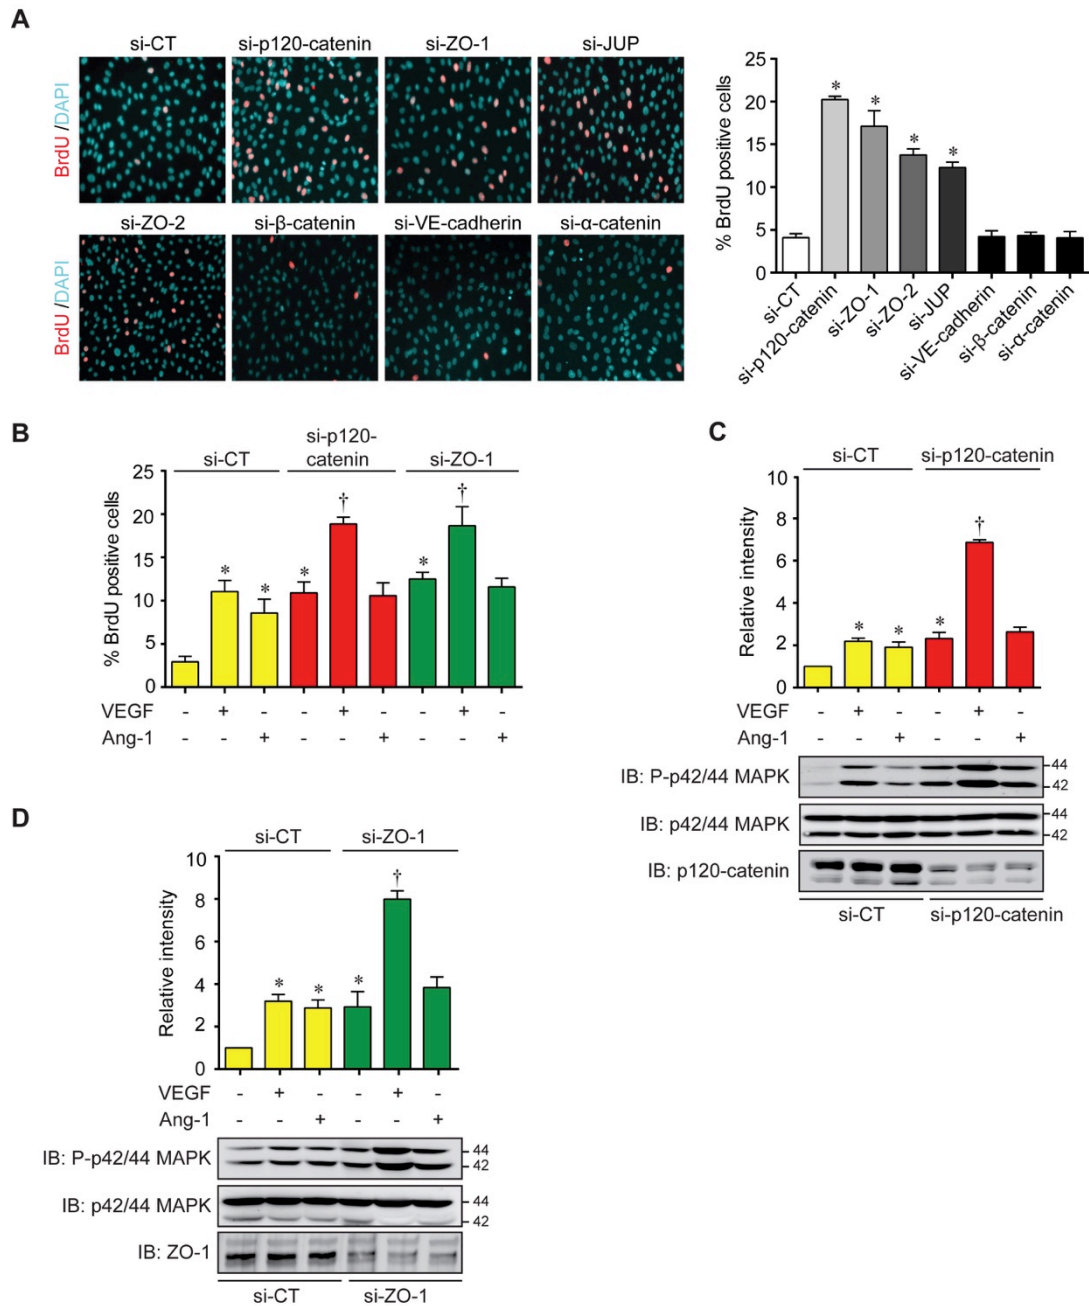 A
si-CT si-p120-catenin si-ZO-1 si-JUP
BrdU /DAPI
si-ZO-2 si-β-catenin si-VE-cadherin si-α-catenin
BrdU /DAPI
% BrdU positive cells
25
20
15
10
5
0
* * * *
si-CT
si-p120-catenin
si-ZO-1
si-ZO-2
si-JUP
si-VE-cadherin
si-β-catenin
si-α-catenin
B
si-CT si-p120-
catenin si-ZO-1
% BrdU positive cells
25
20
15
10
5
0
* * * † * †
VEGF - + - - + - - + -
Ang-1 - - + - - + - - +
C
si-CT si-p120-catenin
Relative intensity
10
8
6
4
2
0
* * * †
VEGF - + - - + -
Ang-1 - - + - - +
IB: P-p42/44 MAPK 44
42
IB: p42/44 MAPK 44
42
IB: p120-catenin
si-CT si-p120-catenin
D
si-CT si-ZO-1
Relative intensity
10
8
6
4
2
0
* * * †
VEGF - + - - + -
Ang-1 - - + - - +
IB: P-p42/44 MAPK 44
42
IB: p42/44 MAPK 44
42
IB: ZO-1
si-CT si-ZO-1